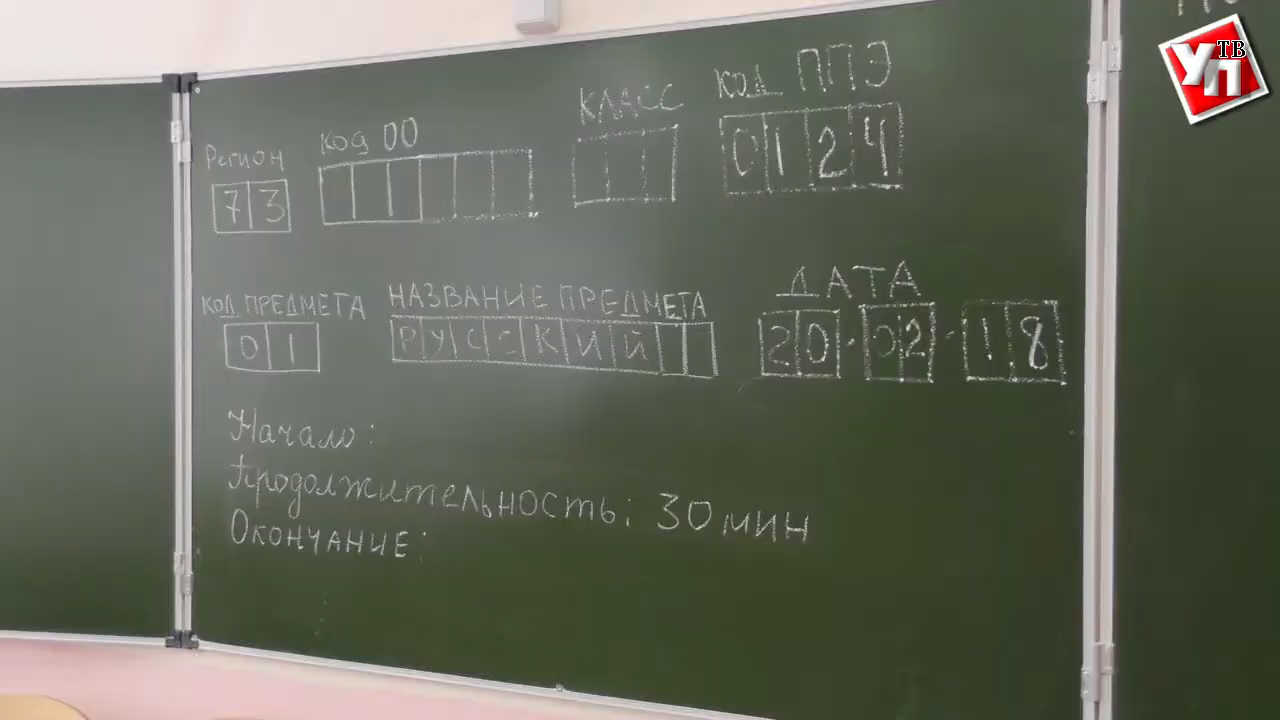 Регион Код ОО КЛАСС Код ППЭ
73 0124
КОД ПРЕДМЕТА НАЗВАНИЕ ПРЕДМЕТА ДАТА
01 РУССКИЙ 20.02.18
Начало:
Продолжительность: 30 мин
Окончание:
УП ТВ